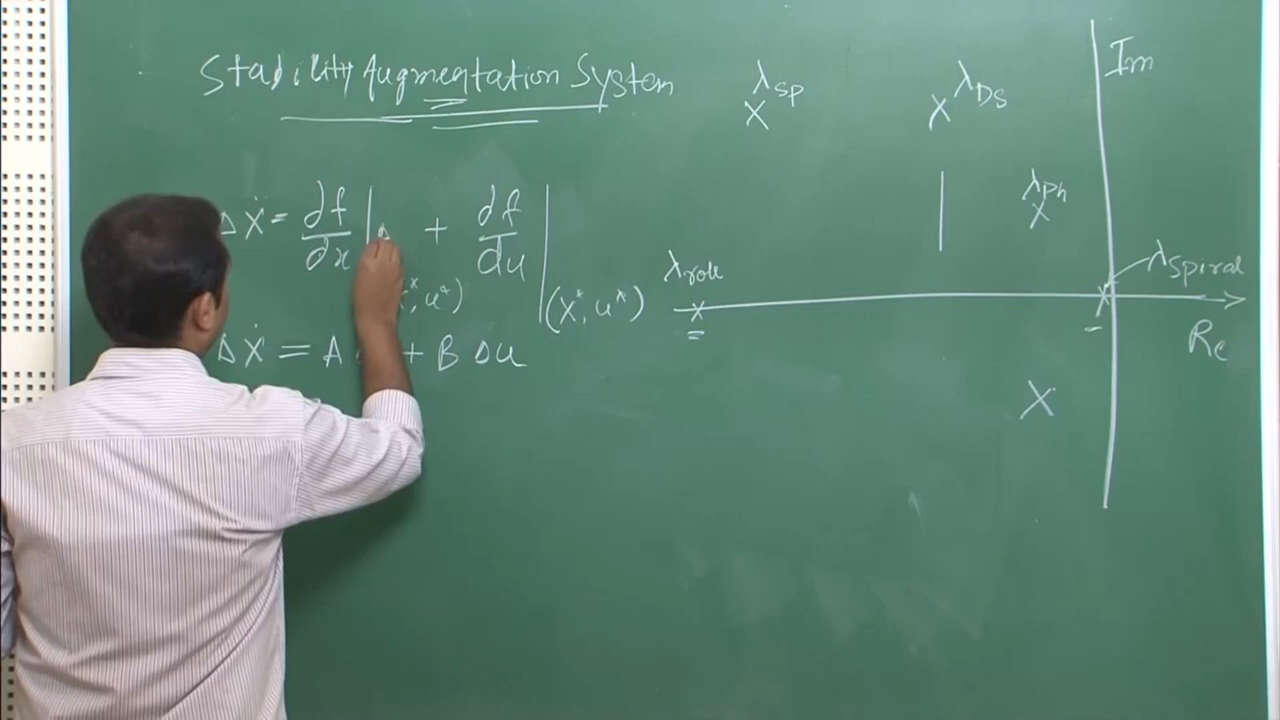 Stability Augmentation System
Δẋ = ∂f/∂x | Δ + ∂f/∂u |
*, u*) (x*, u*)
Δẋ = A + B Δu
Im
λSP
X
λDS
X
λPh
X
λroll
X
λspiral
X
Re
X